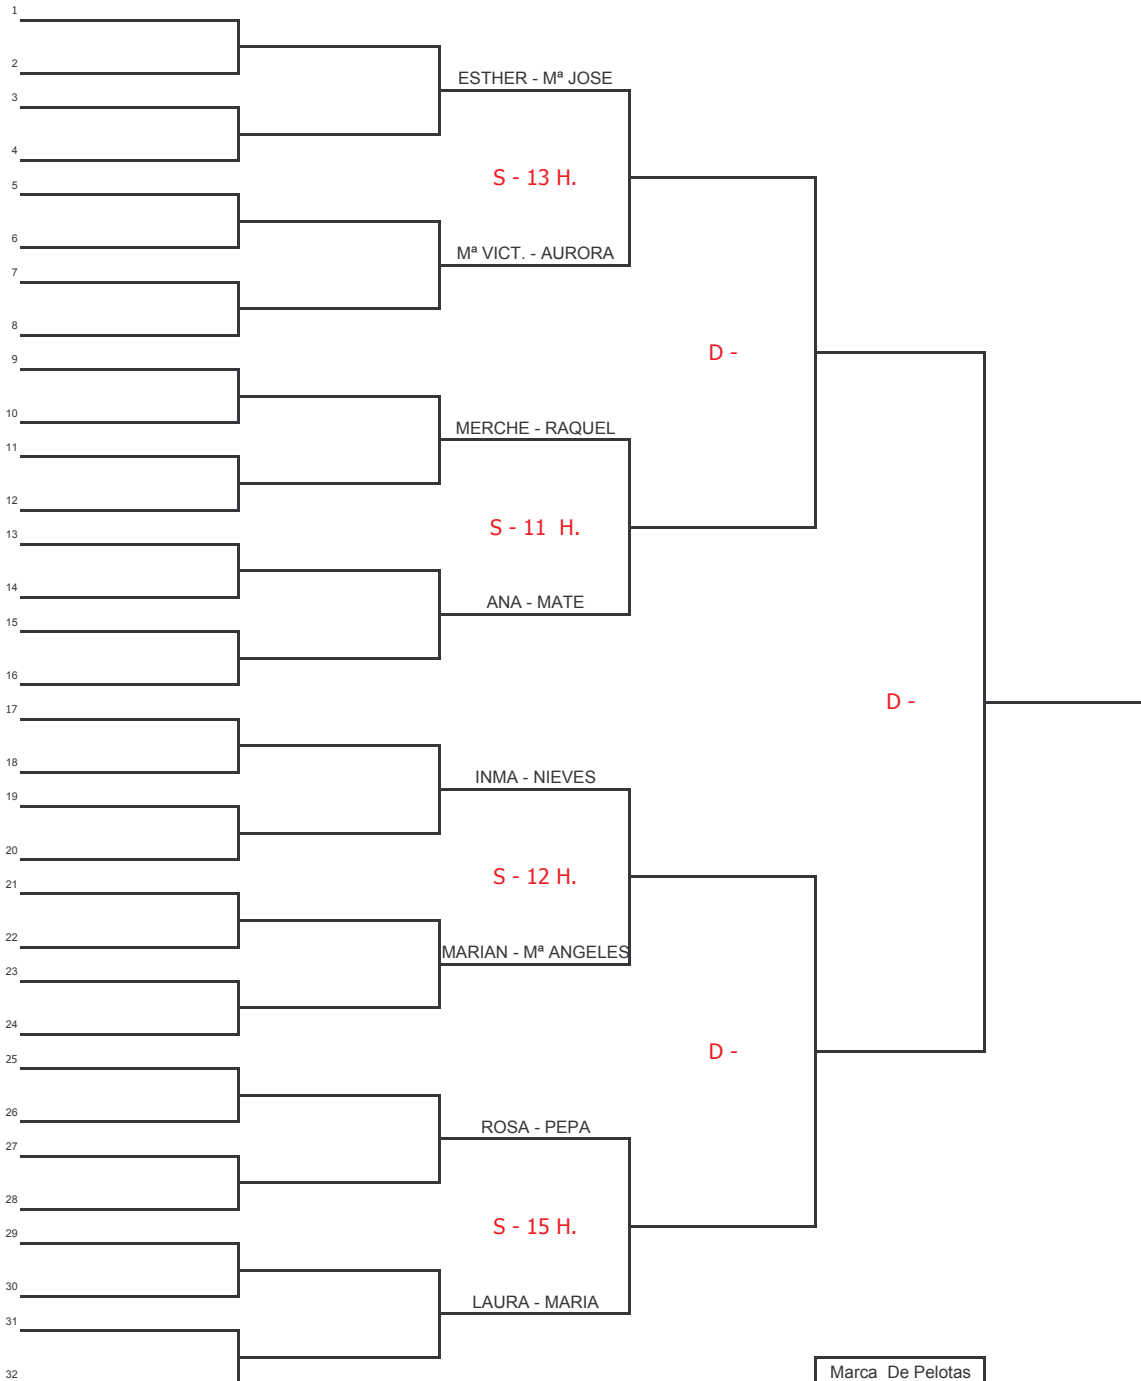 1
2
ESTHER - Mª JOSE
3
4
S - 13 H.
5
6
Mª VICT. - AURORA
7
8
D -
9
10
MERCHE - RAQUEL
11
12
S - 11 H.
13
14
ANA - MATE
15
16
D -
17
18
INMA - NIEVES
19
20
S - 12 H.
21
22
MARIAN - Mª ANGELES
23
24
D -
25
26
ROSA - PEPA
27
28
S - 15 H.
29
30
LAURA - MARIA
31
32
Marca De Pelotas